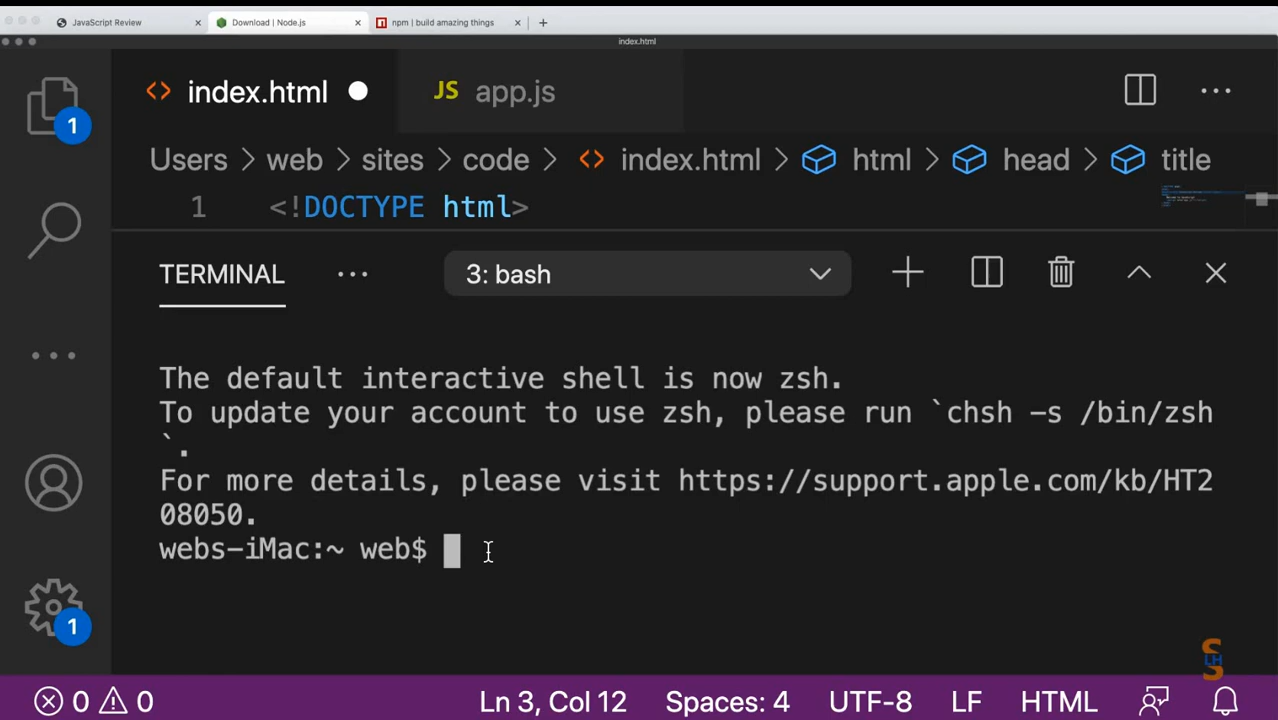 JavaScript Review
Download | Node.js
npm | build amazing things
index.html
index.html
JS app.js
1
Users > web > sites > code > <> index.html > html > head > title
1 <!DOCTYPE html>
TERMINAL
3: bash
The default interactive shell is now zsh.
To update your account to use zsh, please run `chsh -s /bin/zsh
`.
For more details, please visit https://support.apple.com/kb/HT2
08050.
webs-iMac:~ web$
1
LH
0 0 Ln 3, Col 12 Spaces: 4 UTF-8 LF HTML